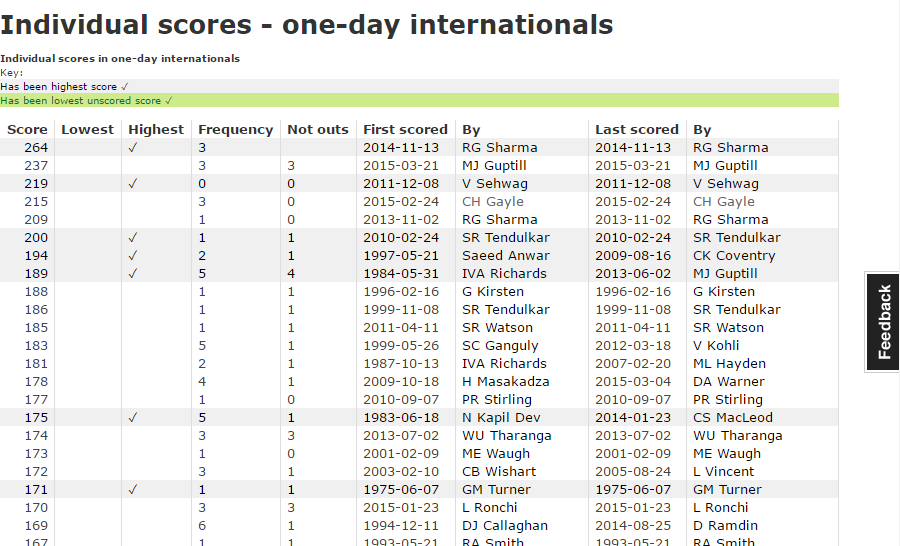 Individual scores - one-day internationals
Individual scores in one-day internationals
Key:
Has been highest score ✓
Has been lowest unscored score ✓
Score Lowest Highest Frequency Not outs First scored By Last scored By
264 ✓ 3 2014-11-13 RG Sharma 2014-11-13 RG Sharma
237 3 3 2015-03-21 MJ Guptill 2015-03-21 MJ Guptill
219 ✓ 0 0 2011-12-08 V Sehwag 2011-12-08 V Sehwag
215 3 0 2015-02-24 CH Gayle 2015-02-24 CH Gayle
209 1 0 2013-11-02 RG Sharma 2013-11-02 RG Sharma
200 ✓ 1 1 2010-02-24 SR Tendulkar 2010-02-24 SR Tendulkar
194 ✓ 2 1 1997-05-21 Saeed Anwar 2009-08-16 CK Coventry
189 ✓ 5 4 1984-05-31 IVA Richards 2013-06-02 MJ Guptill
188 1 1 1996-02-16 G Kirsten 1996-02-16 G Kirsten
186 1 1 1999-11-08 SR Tendulkar 1999-11-08 SR Tendulkar
185 1 1 2011-04-11 SR Watson 2011-04-11 SR Watson
183 5 1 1999-05-26 SC Ganguly 2012-03-18 V Kohli
181 2 1 1987-10-13 IVA Richards 2007-02-20 ML Hayden
178 4 1 2009-10-18 H Masakadza 2015-03-04 DA Warner
177 1 0 2010-09-07 PR Stirling 2010-09-07 PR Stirling
175 ✓ 5 1 1983-06-18 N Kapil Dev 2014-01-23 CS MacLeod
174 3 3 2013-07-02 WU Tharanga 2013-07-02 WU Tharanga
173 1 0 2001-02-09 ME Waugh 2001-02-09 ME Waugh
172 3 1 2003-02-10 CB Wishart 2005-08-24 L Vincent
171 ✓ 1 1 1975-06-07 GM Turner 1975-06-07 GM Turner
170 3 3 2015-01-23 L Ronchi 2015-01-23 L Ronchi
169 6 1 1994-12-11 DJ Callaghan 2014-08-25 D Ramdin
167 1 1 1993-05-21 RA Smith 1993-05-21 RA Smith
Feedback